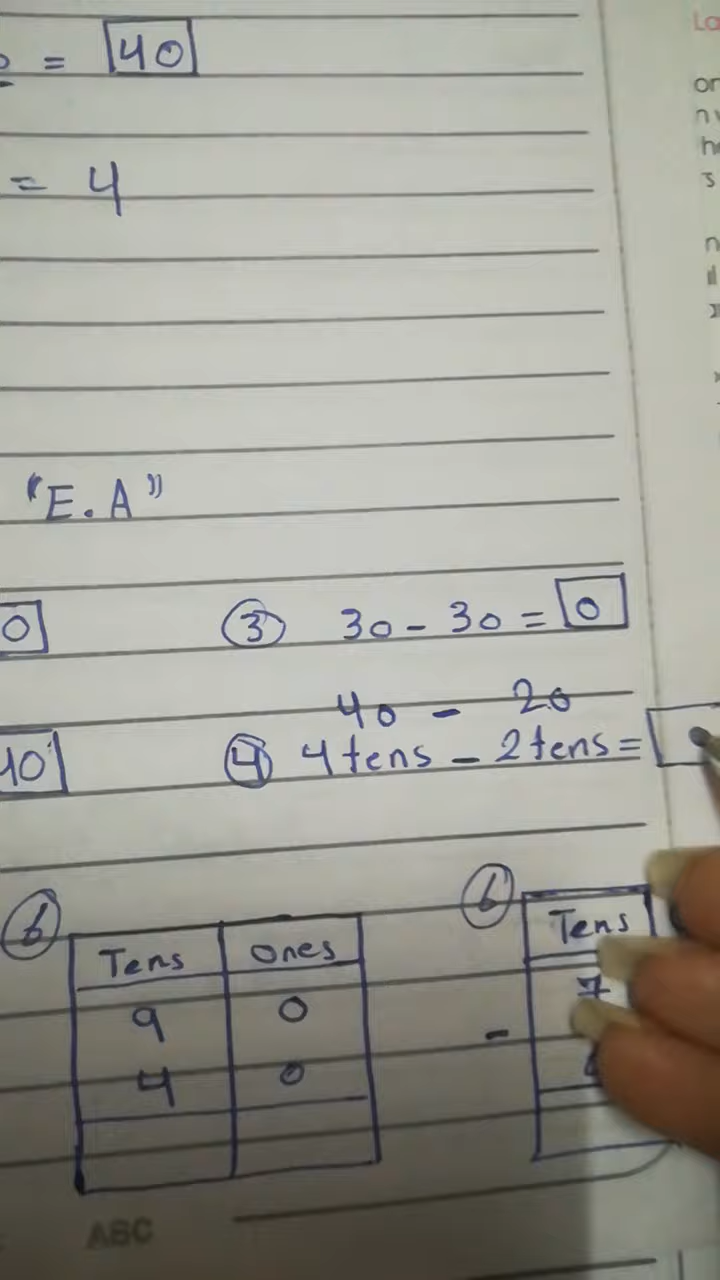 = 40
= 4
"E.A"
0 ③ 30 - 30 = 0
40 - 20
10 ④ 4 tens - 2 tens =
6 6
Tens Ones Tens
9 0 7
-
4 0
ABC